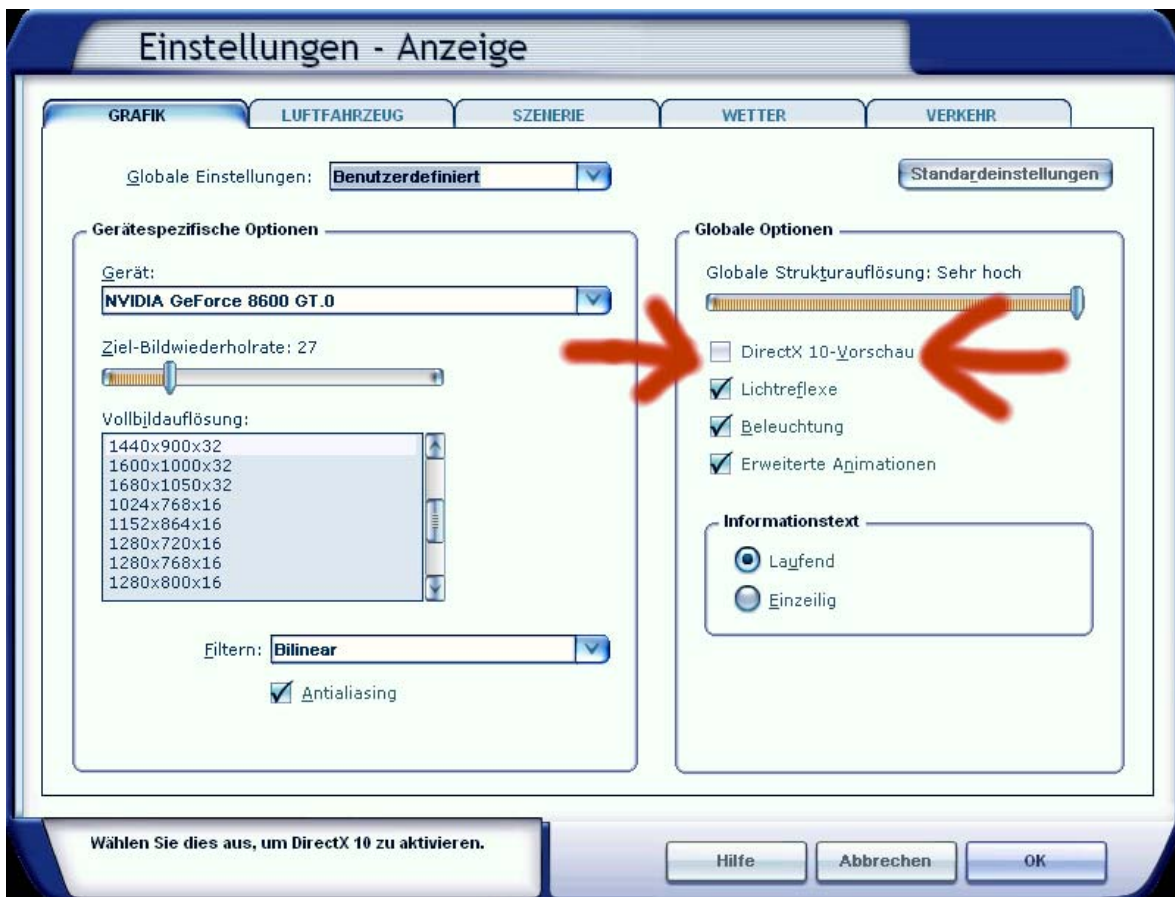 Einstellungen - Anzeige
GRAFIK
LUFTFAHRZEUG
SZENERIE
WETTER
VERKEHR
Globale Einstellungen: Benutzerdefiniert
Standardeinstellungen
Gerätespezifische Optionen
Gerät:
NVIDIA GeForce 8600 GT.0
Ziel-Bildwiederholrate: 27
Vollbildauflösung:
1440x900x32
1600x1000x32
1680x1050x32
1024x768x16
1152x864x16
1280x720x16
1280x768x16
1280x800x16
Filtern: Bilinear
Antialiasing
Globale Optionen
Globale Strukturauflösung: Sehr hoch
DirectX 10-Vorschau
Lichtreflexe
Beleuchtung
Erweiterte Animationen
Informationstext
Laufend
Einzeilig
Wählen Sie dies aus, um DirectX 10 zu aktivieren.
Hilfe
Abbrechen
OK